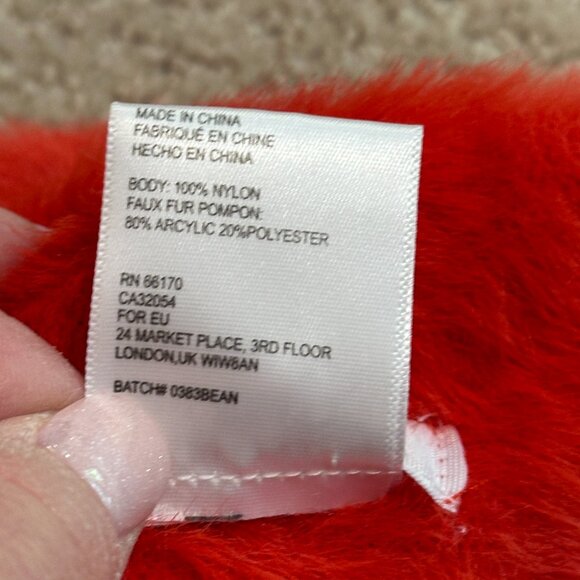 MADE IN CHINA
FABRIQUÉ EN CHINE
HECHO EN CHINA
BODY: 100% NYLON
FAUX FUR POMPON:
80% ARCYLIC 20%POLYESTER
RN 66170
CA32054
FOR EU
24 MARKET PLACE, 3RD FLOOR
LONDON,UK WIW8AN
BATCH# 0383BEAN